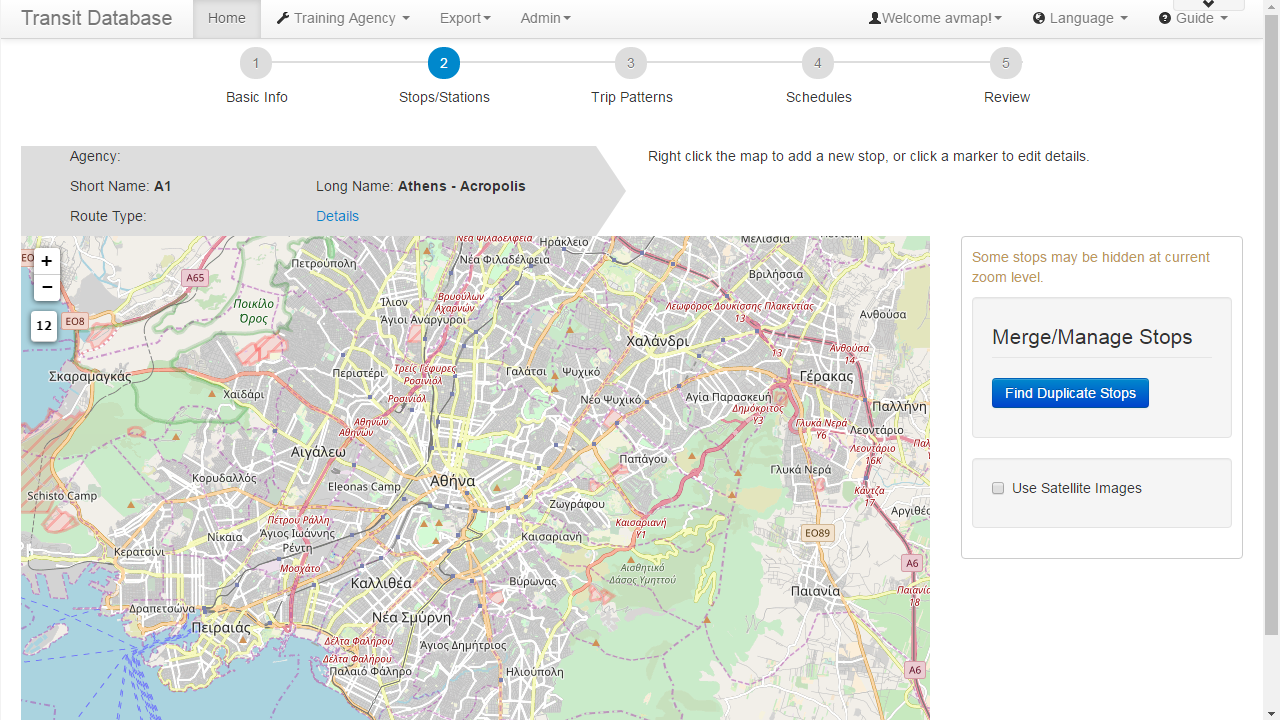 Transit Database Home Training Agency Export Admin Welcome avmap! Language Guide
1 2 3 4 5
Basic Info Stops/Stations Trip Patterns Schedules Review
Agency:
Right click the map to add a new stop, or click a marker to edit details.
Short Name: A1 Long Name: Athens - Acropolis
Route Type: Details
+
−
12
A65
ΕΟ8
Πετρούπολη
Νέα Φιλαδέλφεια
Νέα Φιλαδέλφεια
Ηράκλειο
Μελίσσια
Βριλήσσια
Ποικίλο
Όρος
Ίλιον
Βρυούλων
Αχαρνών
Άγιοι Ανάργυροι
Λεωφόρος Δουκίσσης Πλακεντίας
13
Ανθούσα
Χαλάνδρι
Σκαραμαγκάς
Περιστέρι
Τρεις Γέφυρες
Ροσινιόλ
Ροσινιόλ
Γαλάτσι
Ψυχικό
13
Ανθούσα
14
Γέρακας
Χαϊδάρι
Νέο Ψυχικό
Αγία Παρασκευή
Δημόκριτος
Υ3
Παλλήνη
Αθηνών
Αθηνών
Γλυκά Νερά
Υ6
Λεοντάριο
Λεοντάριο
16Κ
Αιγάλεω
Παπάγου
Γλυκά Νερά
Κορυδαλλός
Eleonas Camp
Αθήνα
Κάντζα
17
Schisto Camp
Ζωγράφου
Πέτρου Ράλλη
Άγιος Ιωάννης
Ρέντη
Καισαριανή
Υ1
Καισαριανή
ΕΟ89
Νίκαια
Κερατσίνι
Μοσχάτο
Καλλιθέα
Βύρωνας
Αισθητικό
Δάσος Υμηττού
A6
Παιανία
18
Παιανία
Δραπετσώνα
Πειραιάς
Νέα Σμύρνη
Δέλτα Φαλήρου
Δέλτα Φαλήρου
Παλαιό Φάληρο
Άγιος Δημήτριος
Ηλιούπολη
A6
Some stops may be hidden at current
zoom level.
Merge/Manage Stops
Find Duplicate Stops
Use Satellite Images